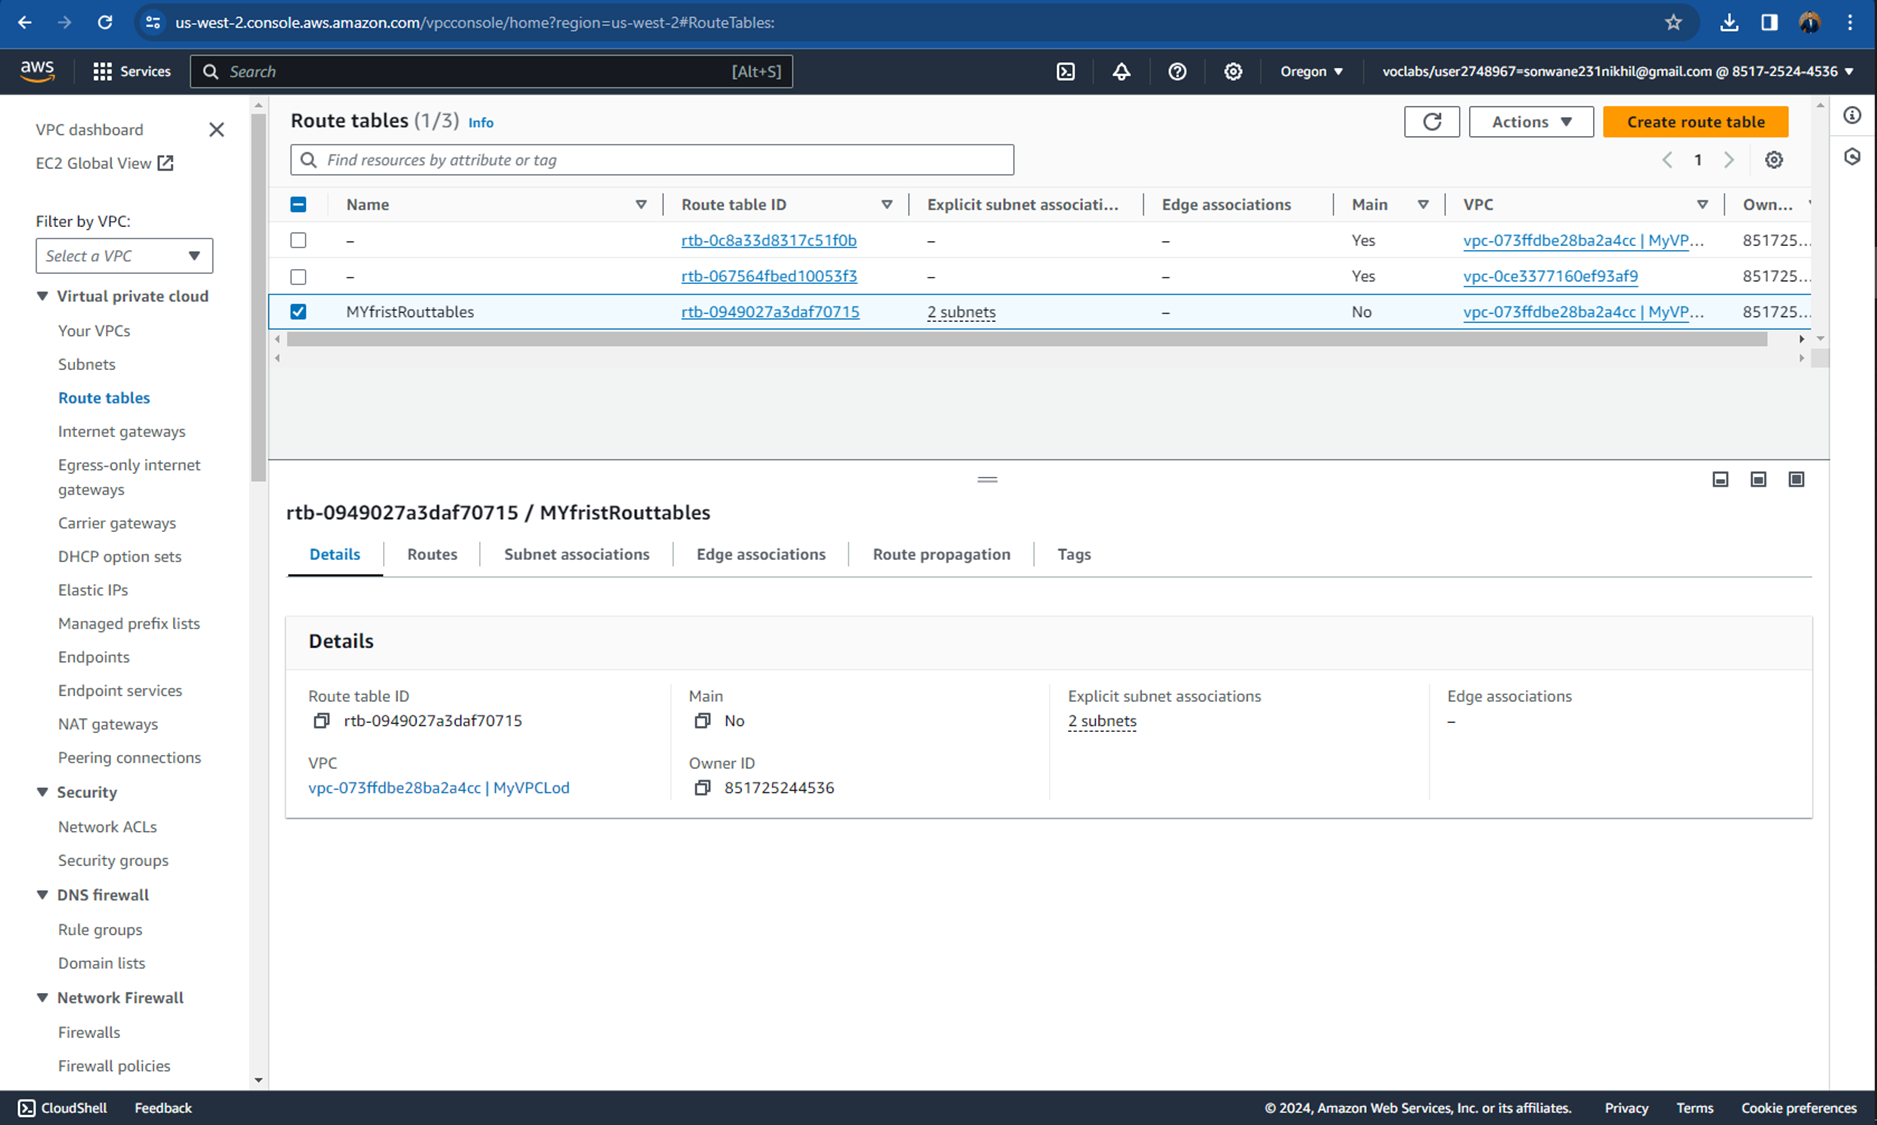 us-west-2.console.aws.amazon.com/vpcconsole/home?region=us-west-2#RouteTables:
aws Services Search [Alt+S] Oregon voclabs/user2748967=sonwane231nikhil@gmail.com @ 8517-2524-4536
VPC dashboard
EC2 Global View
Filter by VPC:
Select a VPC
Virtual private cloud
Your VPCs
Subnets
Route tables
Internet gateways
Egress-only internet
gateways
Carrier gateways
DHCP option sets
Elastic IPs
Managed prefix lists
Endpoints
Endpoint services
NAT gateways
Peering connections
Security
Network ACLs
Security groups
DNS firewall
Rule groups
Domain lists
Network Firewall
Firewalls
Firewall policies
Route tables (1/3) Info
Actions
Create route table
Find resources by attribute or tag
1
Name Route table ID Explicit subnet associati... Edge associations Main VPC Own...
– rtb-0c8a33d8317c51f0b – – Yes vpc-073ffdbe28ba2a4cc | MyVP... 851725...
– rtb-067564fbed10053f3 – – Yes vpc-0ce3377160ef93af9 851725...
MYfristRouttables rtb-0949027a3daf70715 2 subnets – No vpc-073ffdbe28ba2a4cc | MyVP... 851725...
rtb-0949027a3daf70715 / MYfristRouttables
Details Routes Subnet associations Edge associations Route propagation Tags
Details
Route table ID Main Explicit subnet associations Edge associations
rtb-0949027a3daf70715 No 2 subnets –
VPC Owner ID
vpc-073ffdbe28ba2a4cc | MyVPCLod 851725244536
CloudShell Feedback © 2024, Amazon Web Services, Inc. or its affiliates. Privacy Terms Cookie preferences